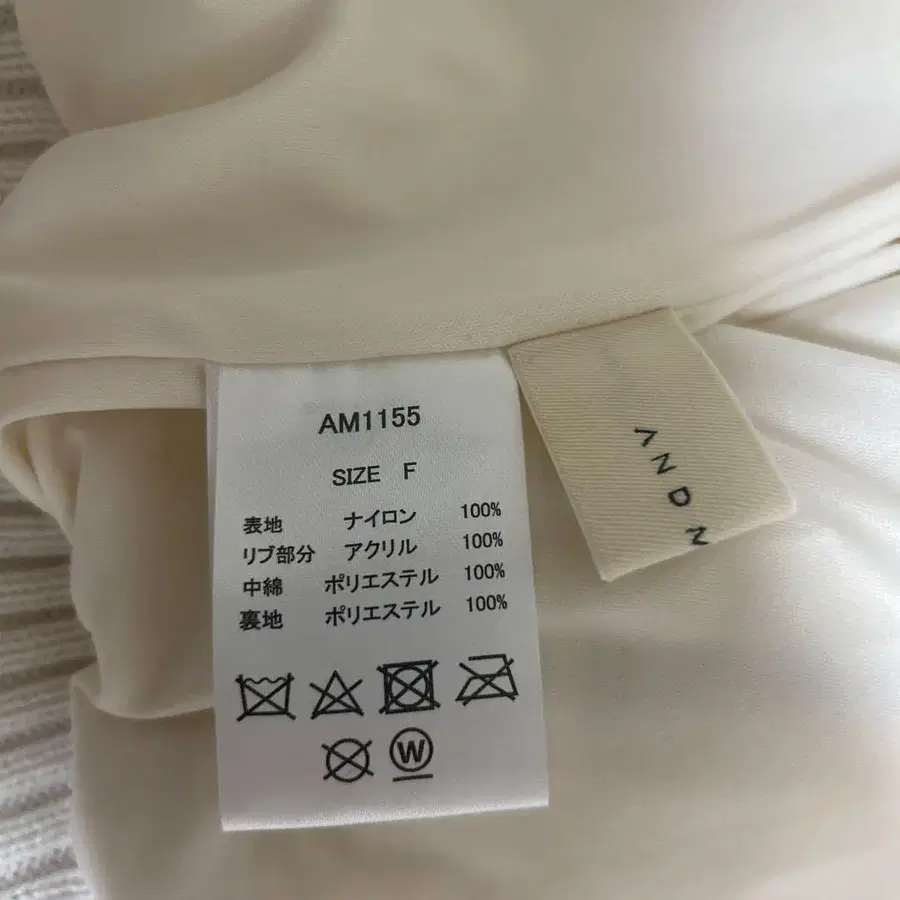 AM1155
SIZE F
表地 ナイロン 100%
リブ部分 アクリル 100%
中綿 ポリエステル 100%
裏地 ポリエステル 100%
W
ΛNDM